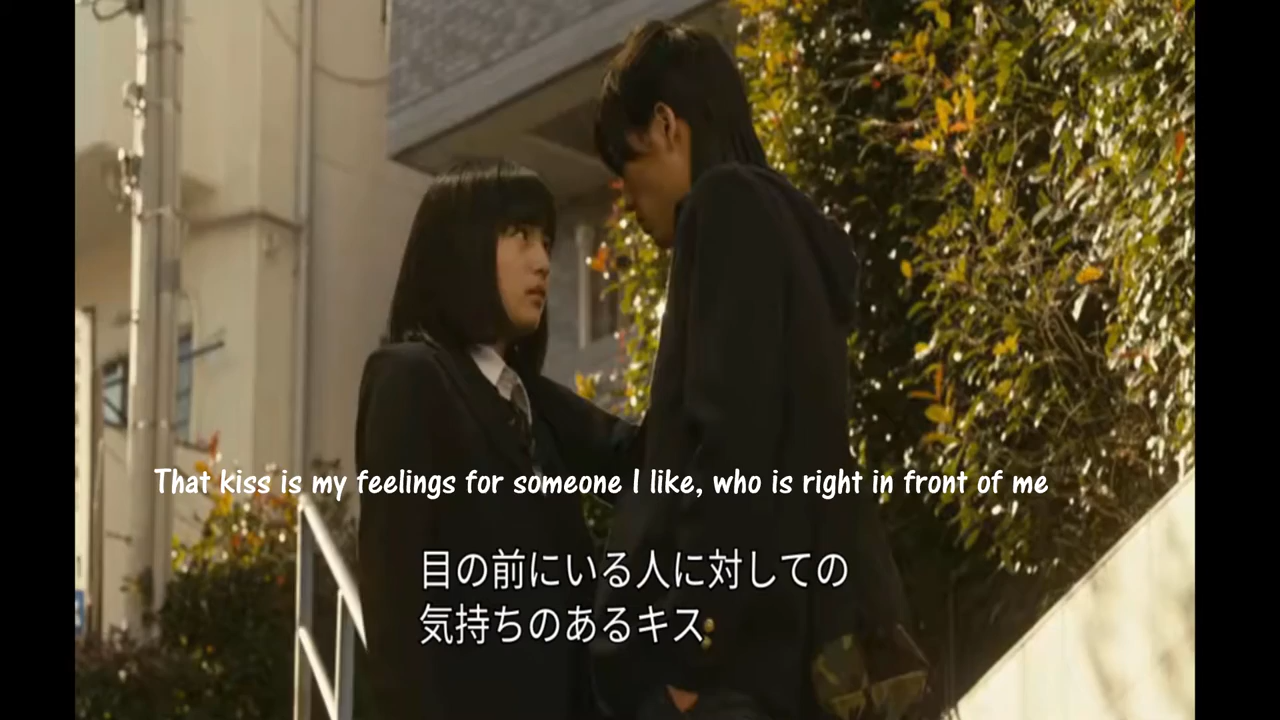 That kiss is my feelings for someone I like, who is right in front of me
目の前にいる人に対しての
気持ちのあるキス